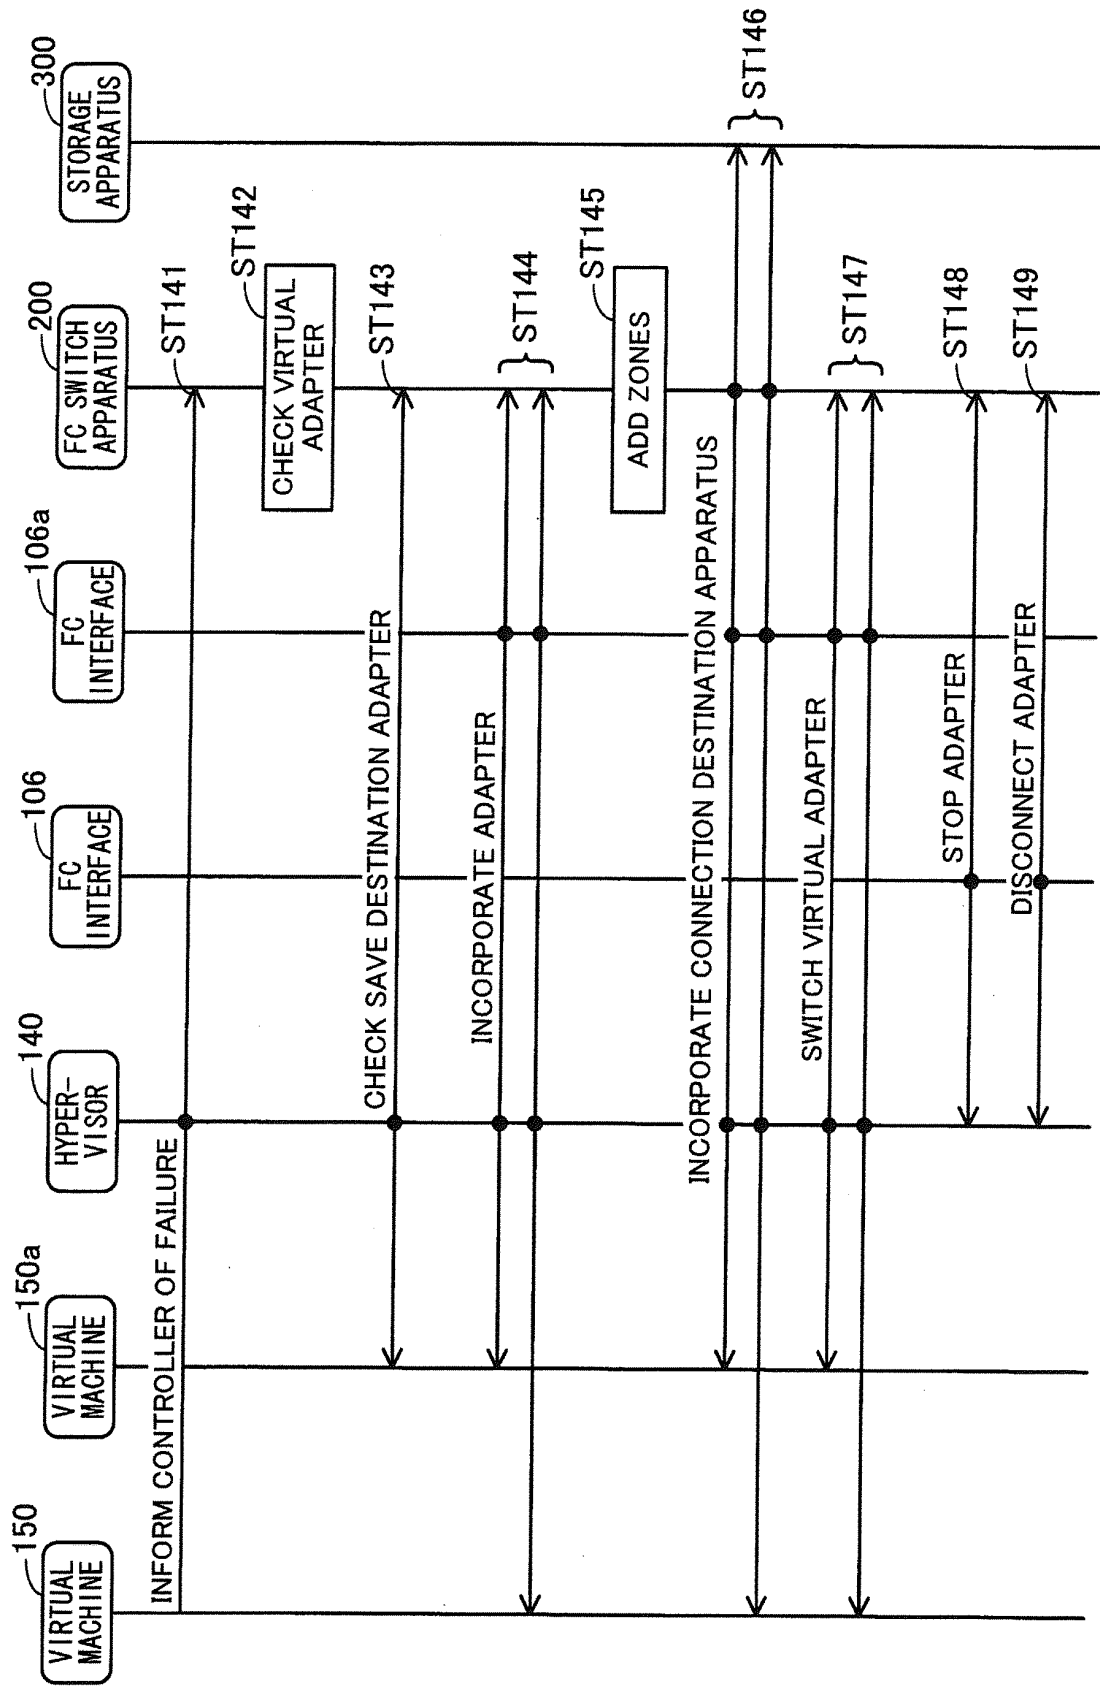 150
VIRTUAL
MACHINE
150a
VIRTUAL
MACHINE
140
HYPER-
VISOR
106
FC
INTERFACE
106a
FC
INTERFACE
200
FC SWITCH
APPARATUS
300
STORAGE
APPARATUS
INFORM CONTROLLER OF FAILURE
ST141
ST142
CHECK VIRTUAL
ADAPTER
CHECK SAVE DESTINATION ADAPTER
ST143
INCORPORATE ADAPTER
ST144
ST145
ADD ZONES
INCORPORATE CONNECTION DESTINATION APPARATUS
ST146
SWITCH VIRTUAL ADAPTER
ST147
STOP ADAPTER
ST148
DISCONNECT ADAPTER
ST149